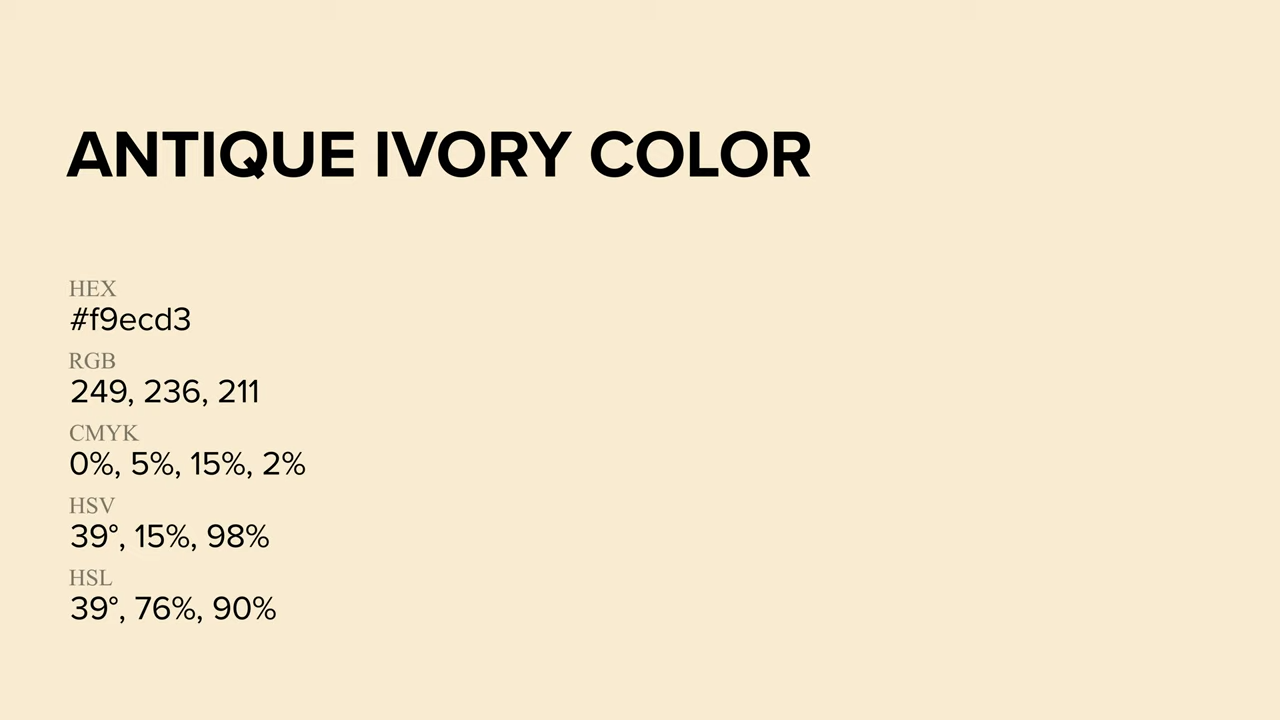 ANTIQUE IVORY COLOR
HEX
#f9ecd3
RGB
249, 236, 211
CMYK
0%, 5%, 15%, 2%
HSV
39°, 15%, 98%
HSL
39°, 76%, 90%